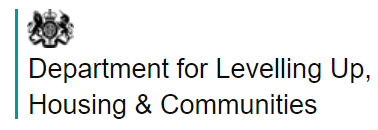 Department for Levelling Up,
Housing & Communities